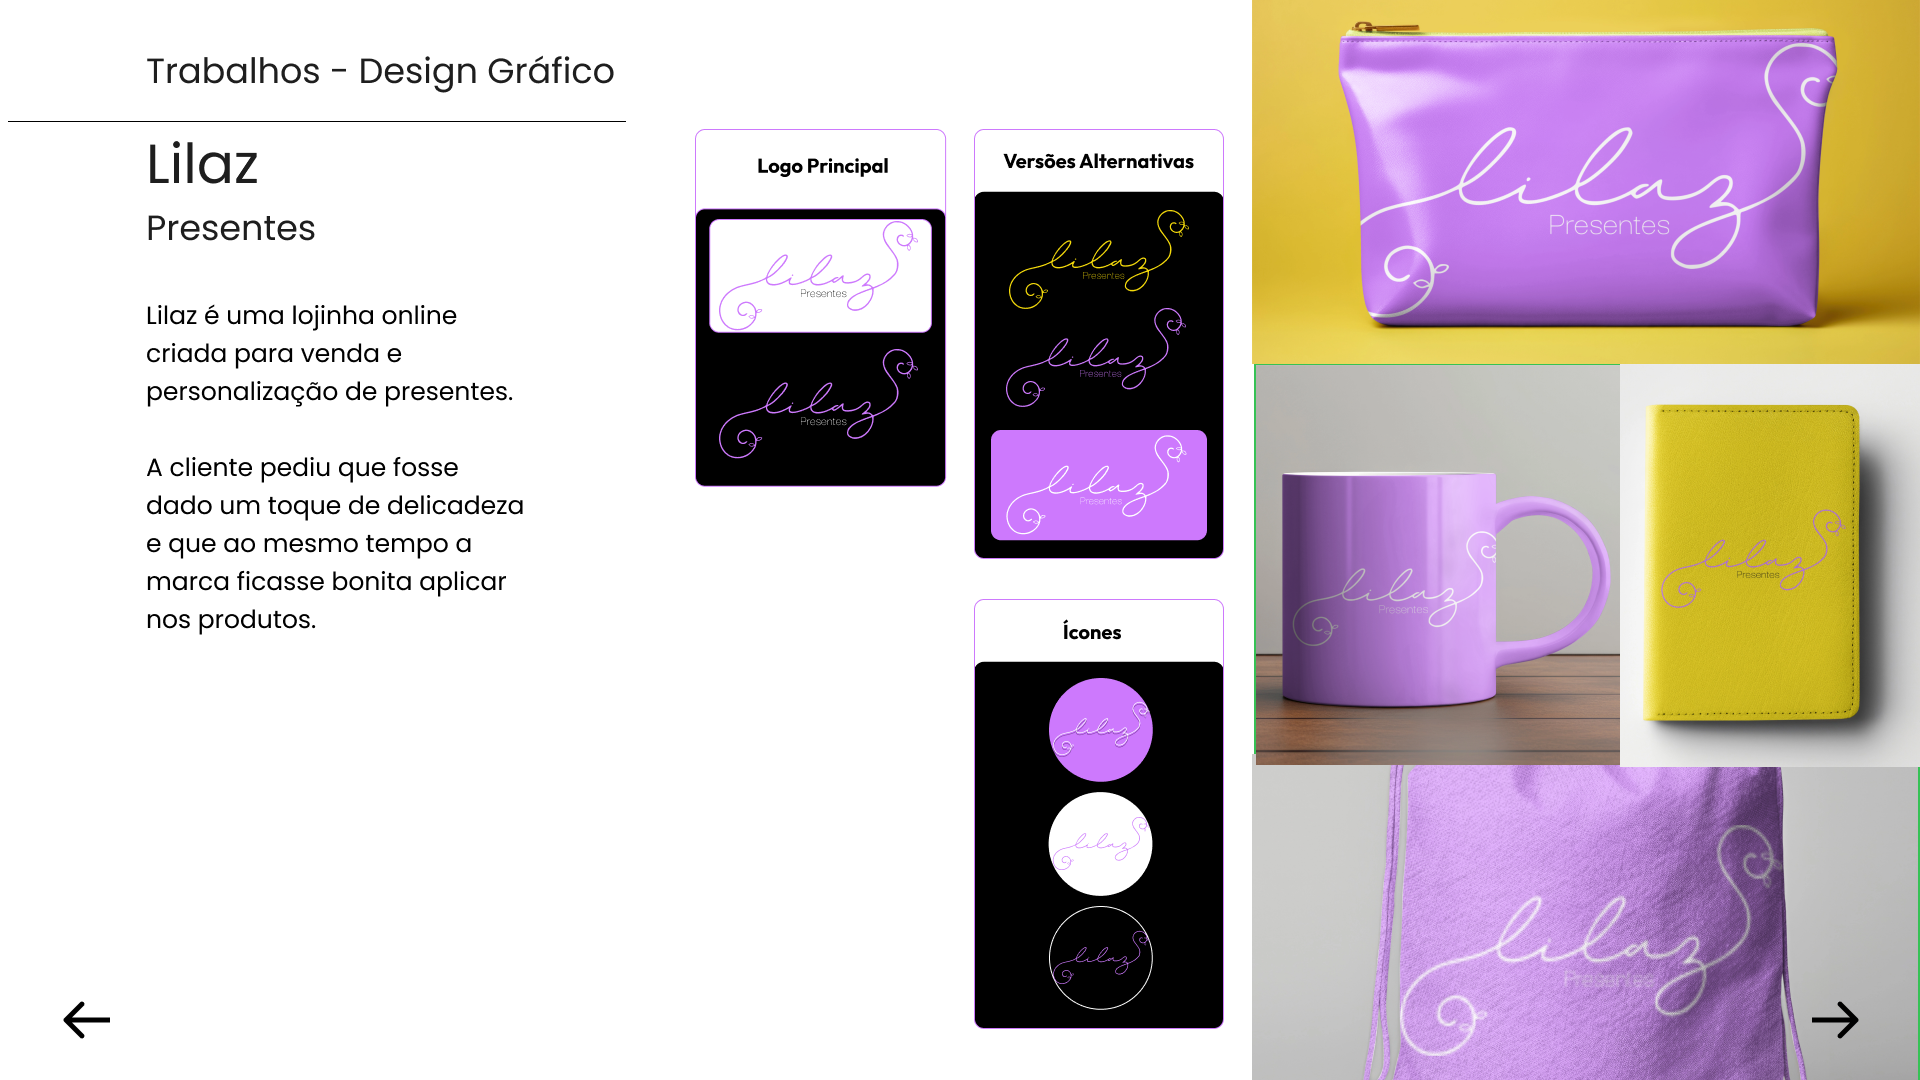 Trabalhos - Design Gráfico
Lilaz
Presentes
Lilaz é uma lojinha online
criada para venda e
personalização de presentes.
A cliente pediu que fosse
dado um toque de delicadeza
e que ao mesmo tempo a
marca ficasse bonita aplicar
nos produtos.
Logo Principal
lilaz
Presentes
lilaz
Presentes
Versões Alternativas
lilaz
Presentes
lilaz
Presentes
lilaz
Presentes
Ícones
lilaz
lilaz
lilaz
lilaz
Presentes
lilaz
Presentes
lilaz
Presentes
lilaz
Presentes